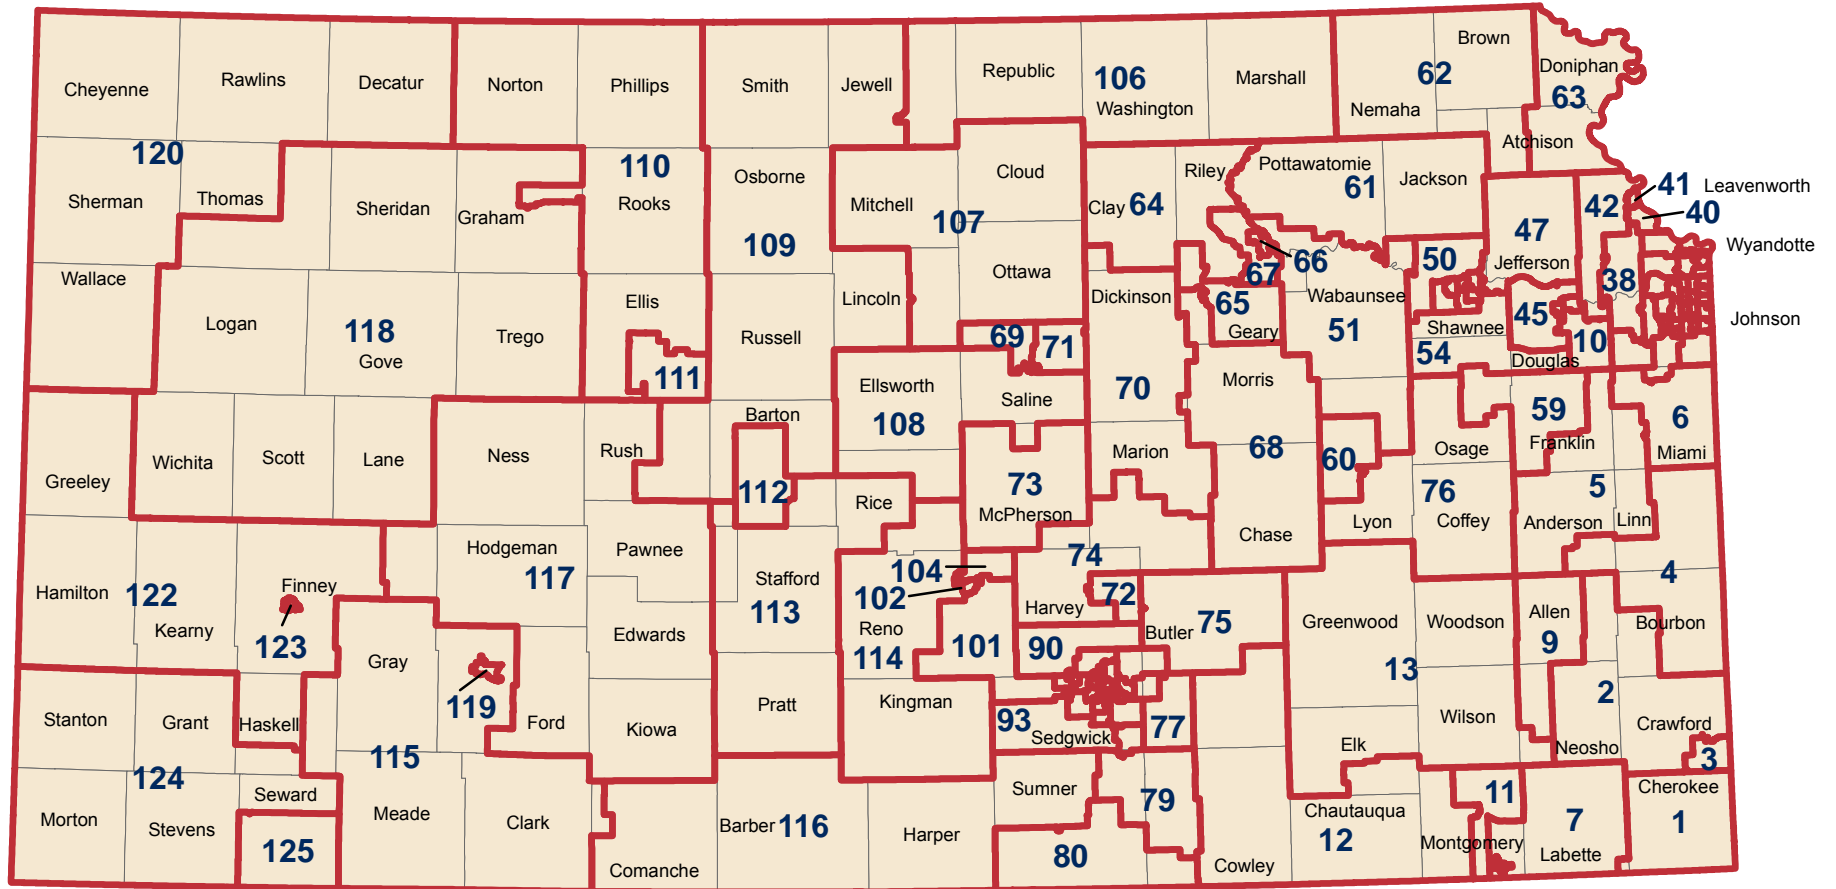 Cheyenne
Rawlins
Decatur
Norton
Phillips
Smith
Jewell
Republic
106
Washington
Marshall
62
Brown
Nemaha
Doniphan
63
Atchison
120
Sherman
Thomas
Sheridan
Graham
110
Rooks
Osborne
109
Mitchell
107
Cloud
Clay
64
Riley
Pottawatomie
61
Jackson
47
Jefferson
42
41
Leavenworth
40
Wyandotte
38
Johnson
Wallace
Logan
118
Gove
Trego
Ellis
111
Russell
Lincoln
Ottawa
69
71
Dickinson
67
66
65
Geary
Wabaunsee
51
50
Shawnee
54
45
Douglas
10
Ellsworth
108
Saline
70
Morris
68
60
59
Franklin
6
Miami
Greeley
Wichita
Scott
Lane
Ness
Rush
Barton
112
Rice
73
McPherson
Marion
Chase
Lyon
Osage
76
Coffey
5
Anderson
Linn
Hamilton
122
Kearny
Finney
123
Hodgeman
117
Pawnee
Stafford
113
Edwards
104
102
Reno
114
101
74
Harvey
72
90
Butler
75
Greenwood
13
Woodson
Allen
9
4
Bourbon
2
Stanton
Grant
Haskell
Gray
119
Ford
Kiowa
Pratt
Kingman
93
Sedgwick
77
Elk
Wilson
Neosho
Crawford
3
124
Morton
Stevens
Seward
125
115
Meade
Clark
Comanche
Barber
116
Harper
Sumner
79
80
Cowley
Chautauqua
12
Montgomery
11
7
Labette
Cherokee
1